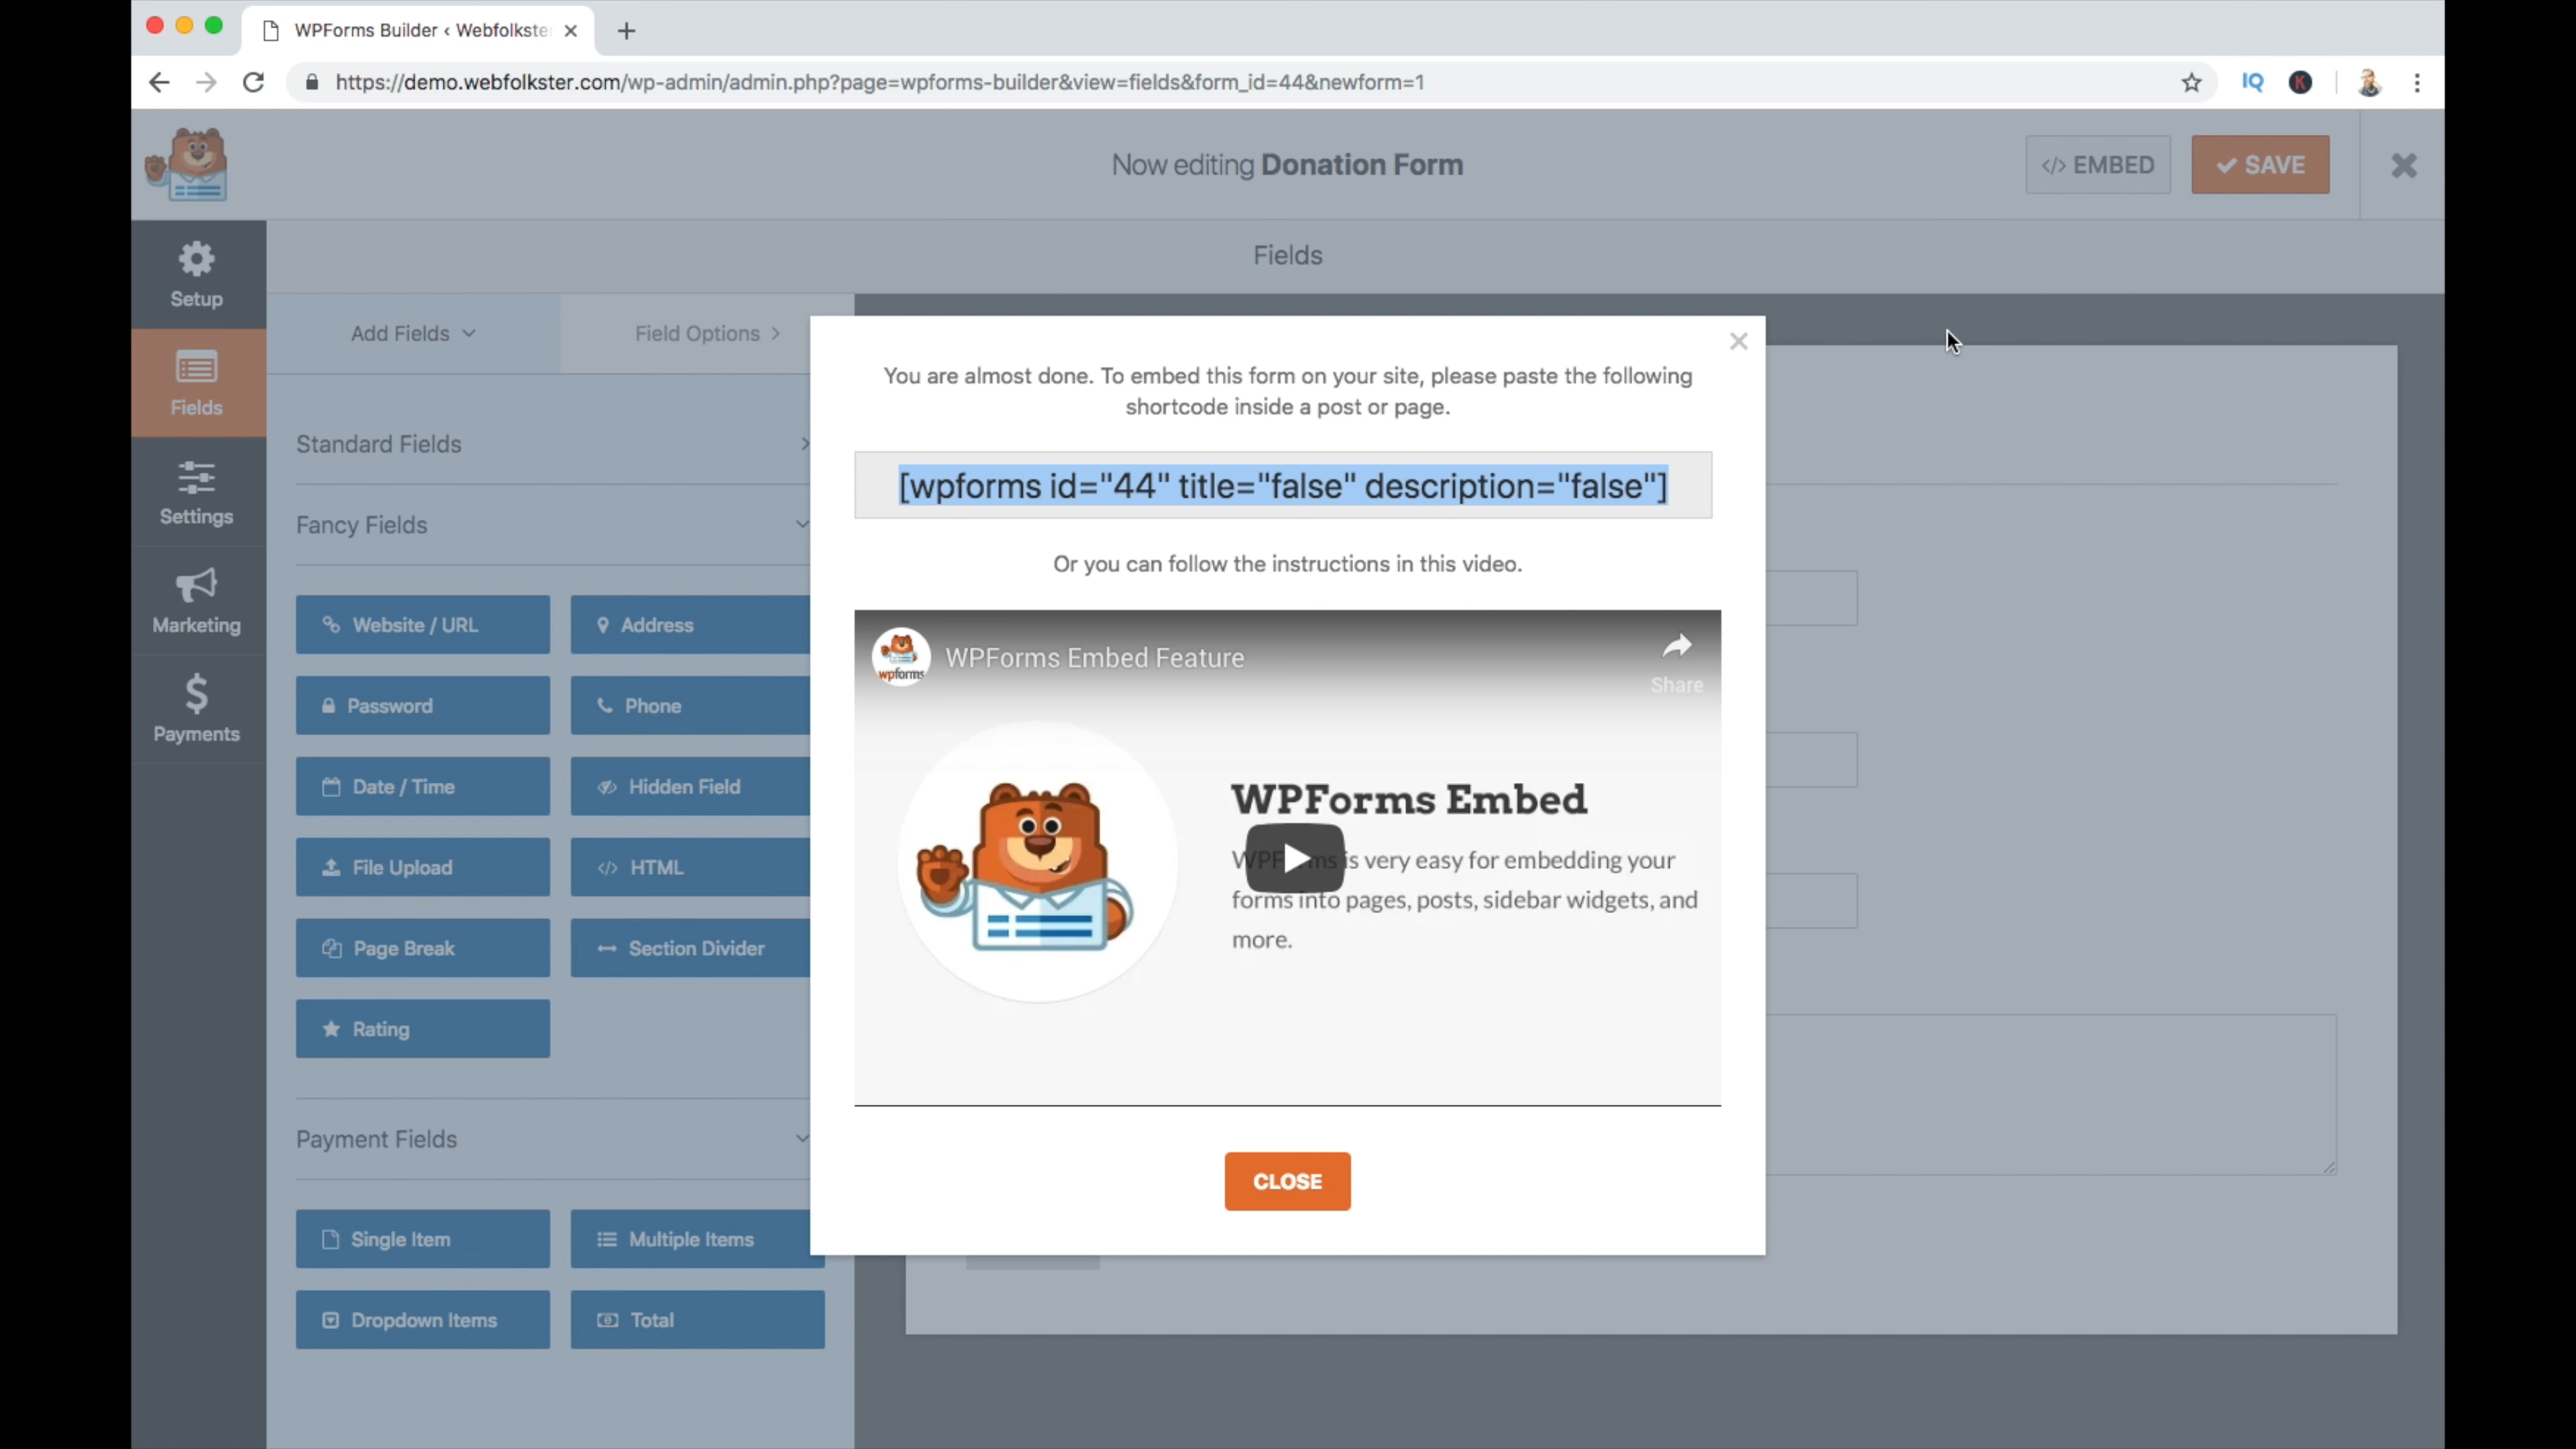 WPForms Builder ‹ Webfolkste
https://demo.webfolkster.com/wp-admin/admin.php?page=wpforms-builder&view=fields&form_id=44&newform=1
IQ
K
Now editing Donation Form
</> EMBED
SAVE
Setup
Fields
Settings
Marketing
Payments
Fields
Add Fields
Field Options
Standard Fields
Fancy Fields
Website / URL
Address
Password
Phone
Date / Time
Hidden Field
File Upload
</> HTML
Page Break
Section Divider
Rating
Payment Fields
Single Item
Multiple Items
Dropdown Items
Total
You are almost done. To embed this form on your site, please paste the following
shortcode inside a post or page.
[wpforms id="44" title="false" description="false"]
Or you can follow the instructions in this video.
wpforms
WPForms Embed Feature
Share
WPForms Embed
WPForms is very easy for embedding your
forms into pages, posts, sidebar widgets, and
more.
CLOSE